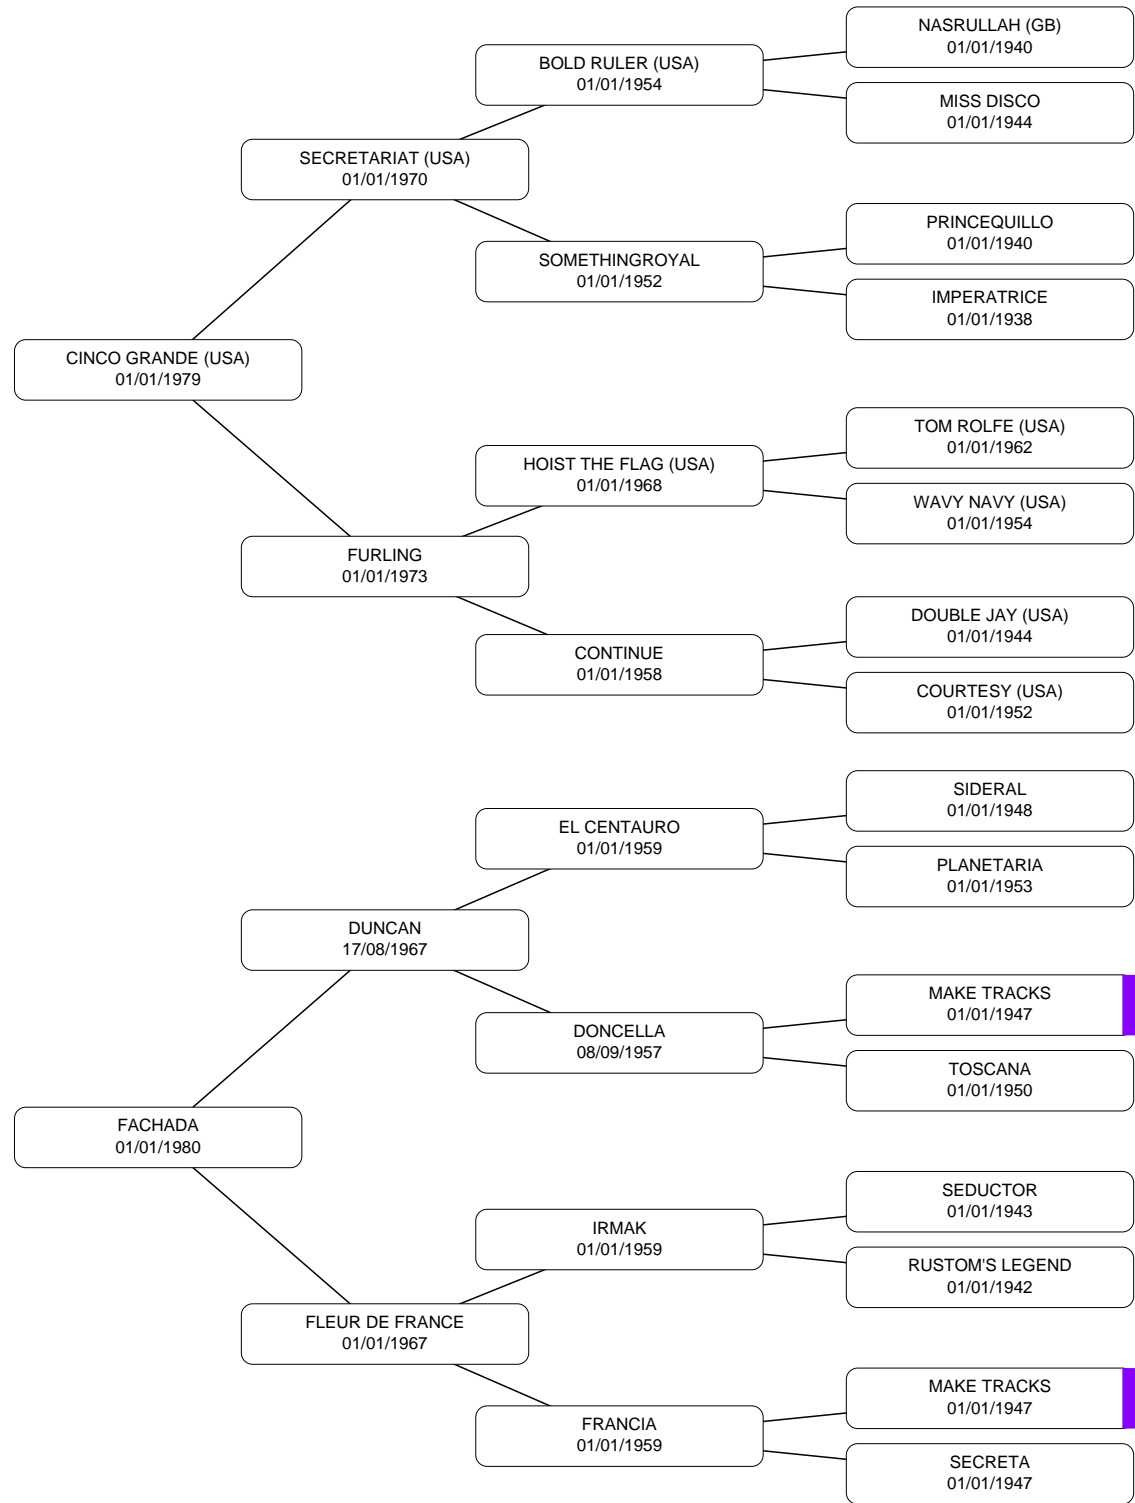 NASRULLAH (GB)
01/01/1940
BOLD RULER (USA)
01/01/1954
MISS DISCO
01/01/1944
SECRETARIAT (USA)
01/01/1970
PRINCEQUILLO
01/01/1940
SOMETHINGROYAL
01/01/1952
IMPERATRICE
01/01/1938
CINCO GRANDE (USA)
01/01/1979
TOM ROLFE (USA)
01/01/1962
HOIST THE FLAG (USA)
01/01/1968
WAVY NAVY (USA)
01/01/1954
FURLING
01/01/1973
DOUBLE JAY (USA)
01/01/1944
CONTINUE
01/01/1958
COURTESY (USA)
01/01/1952
SIDERAL
01/01/1948
EL CENTAURO
01/01/1959
PLANETARIA
01/01/1953
DUNCAN
17/08/1967
MAKE TRACKS
01/01/1947
DONCELLA
08/09/1957
TOSCANA
01/01/1950
FACHADA
01/01/1980
SEDUCTOR
01/01/1943
IRMAK
01/01/1959
RUSTOM'S LEGEND
01/01/1942
FLEUR DE FRANCE
01/01/1967
MAKE TRACKS
01/01/1947
FRANCIA
01/01/1959
SECRETA
01/01/1947